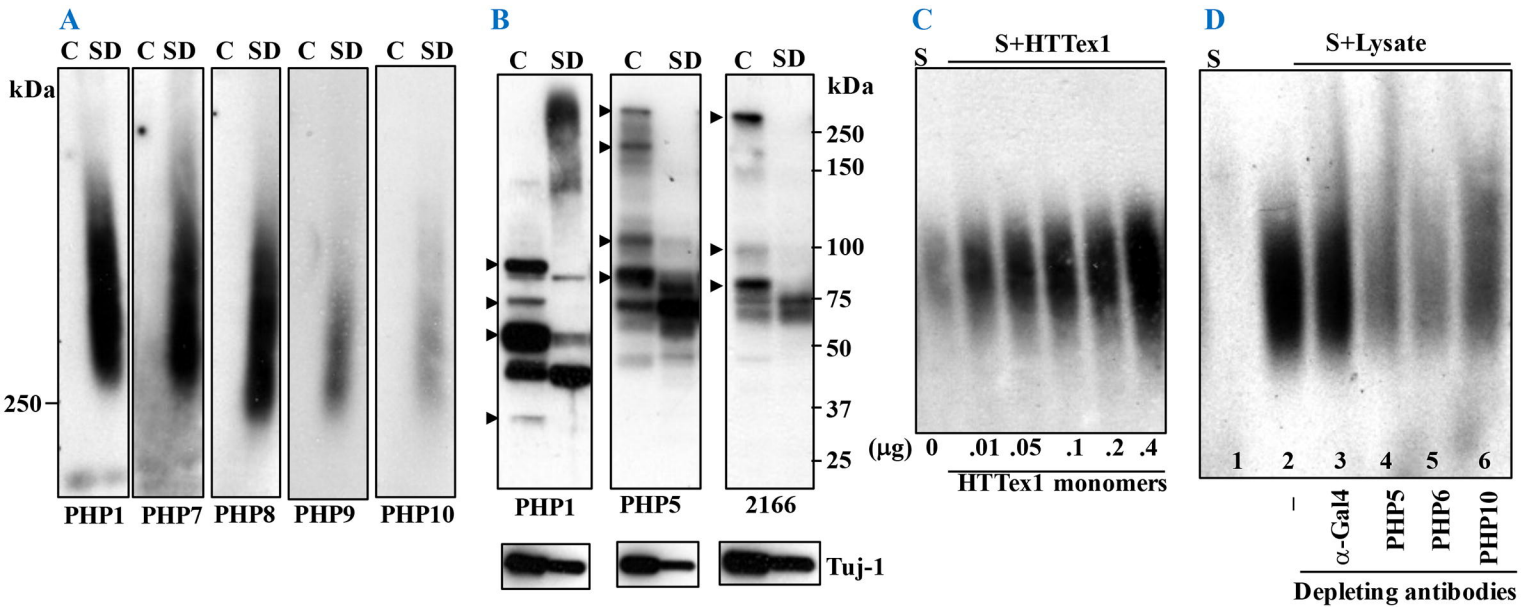 A
B
C
D
C SD
C SD
C SD
C SD
C SD
C SD
C SD
C SD
S
S+HTTex1
S
S+Lysate
kDa
250
kDa
250
150
100
75
50
37
25
PHP1
PHP7
PHP8
PHP9
PHP10
PHP1
PHP5
2166
Tuj-1
(µg) 0 .01 .05 .1 .2 .4
HTTex1 monomers
1 2 3 4 5 6
–
α-Gal4
PHP5
PHP6
PHP10
Depleting antibodies